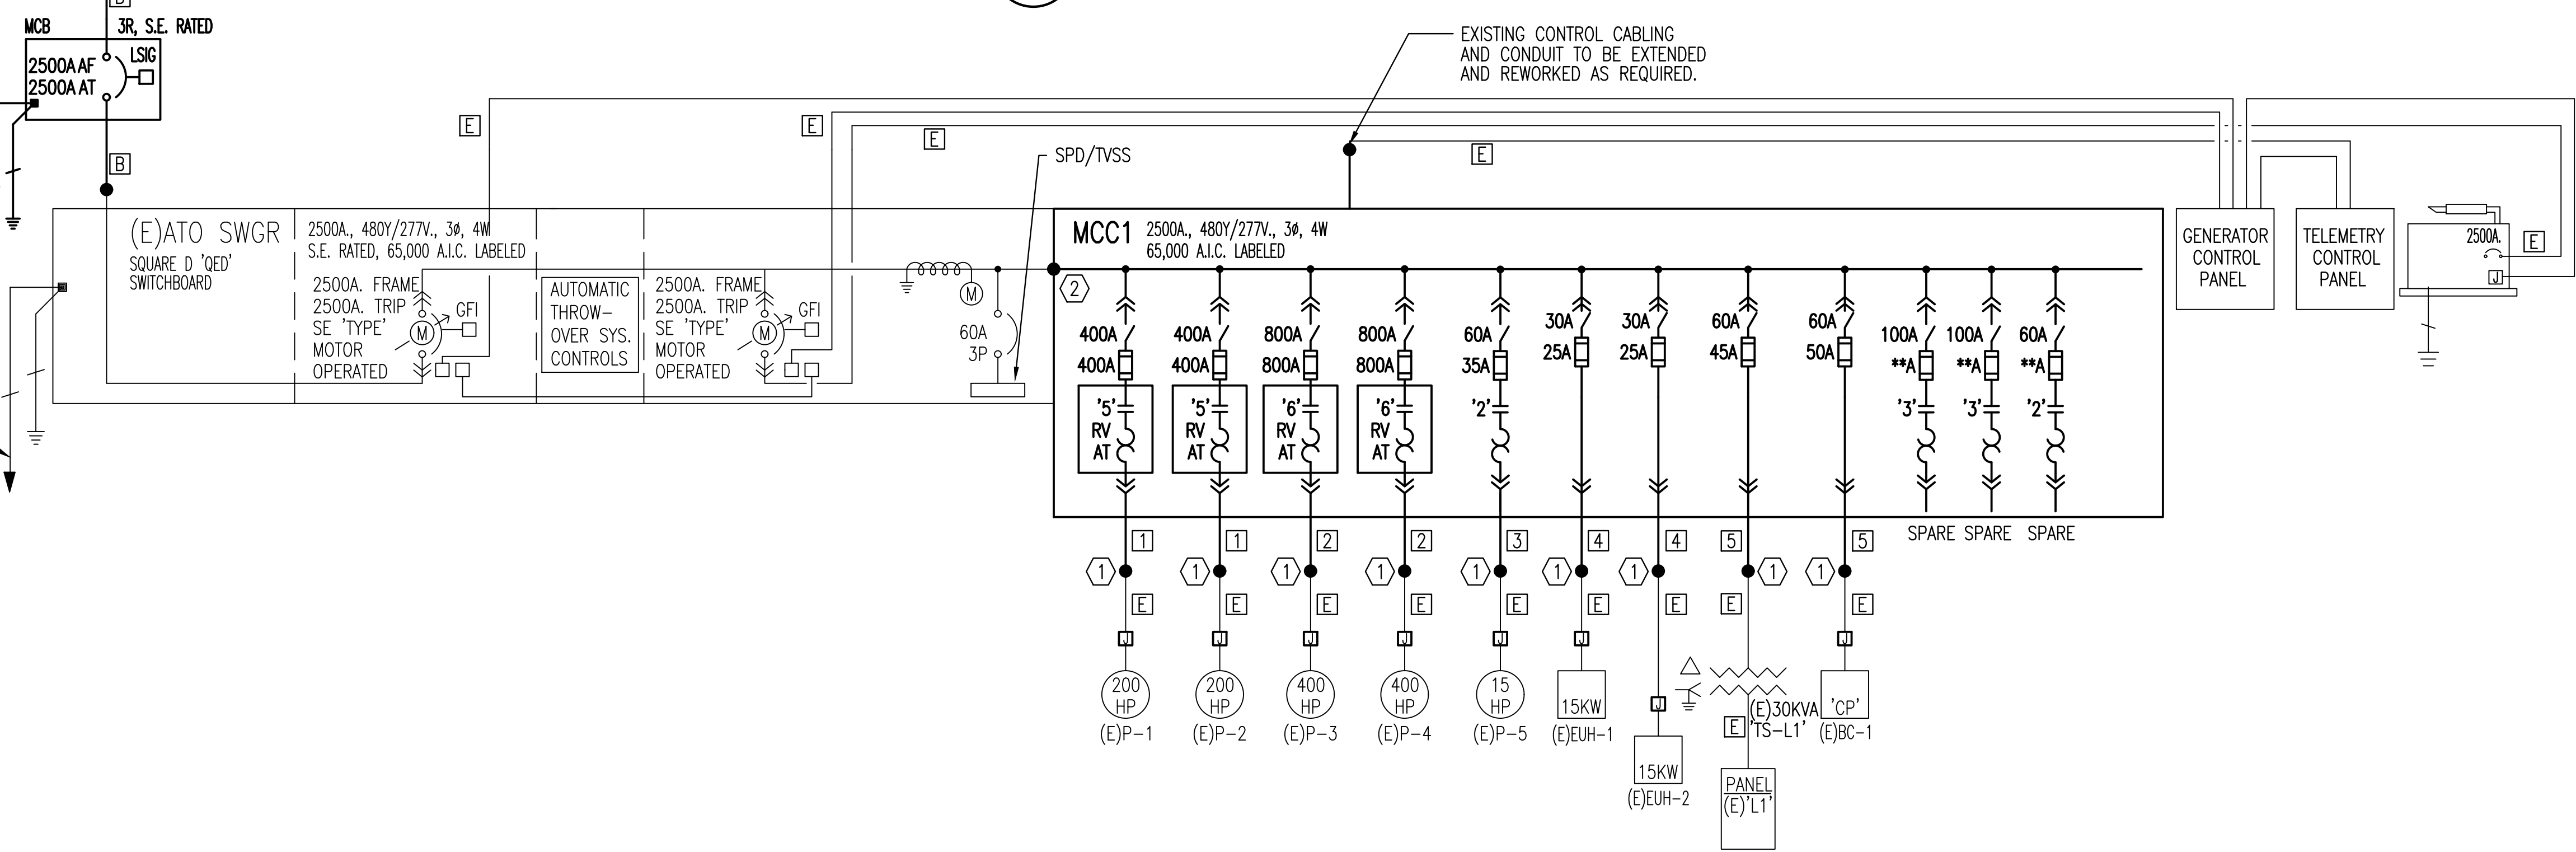 B
MCB
3R, S.E. RATED
2500A AF
2500A AT
LSIG
B
EXISTING CONTROL CABLING
AND CONDUIT TO BE EXTENDED
AND REWORKED AS REQUIRED.
E
E
E
E
SPD/TVSS
(E)ATO SWGR
SQUARE D 'QED'
SWITCHBOARD
2500A., 480Y/277V., 3ø, 4W
S.E. RATED, 65,000 A.I.C. LABELED
2500A. FRAME
2500A. TRIP
SE 'TYPE'
MOTOR
OPERATED
M
GFI
AUTOMATIC
THROW-
OVER SYS.
CONTROLS
2500A. FRAME
2500A. TRIP
SE 'TYPE'
MOTOR
OPERATED
M
GFI
M
60A
3P
MCC1
2500A., 480Y/277V., 3ø, 4W
65,000 A.I.C. LABELED
2
400A 400A 800A 800A 60A 30A 30A 60A 60A 100A 100A 60A
400A 400A 800A 800A 35A 25A 25A 45A 50A **A **A **A
'5' '5' '6' '6' '2' '3' '3' '2'
RV RV RV RV
AT AT AT AT
SPARE SPARE SPARE
1 1 2 2 3 4 4 5 5
1 1 1 1 1 1 1 1 1
E E E E E E E E E
J J J J J J J
200 200 400 400 15
HP HP HP HP HP
15KW
'CP'
(E)P-1 (E)P-2 (E)P-3 (E)P-4 (E)P-5 (E)EUH-1
(E)BC-1
J
15KW
(E)EUH-2
(E)30KVA
'TS-L1'
E
PANEL
(E)'L1'
GENERATOR
CONTROL
PANEL
TELEMETRY
CONTROL
PANEL
2500A.
J
E